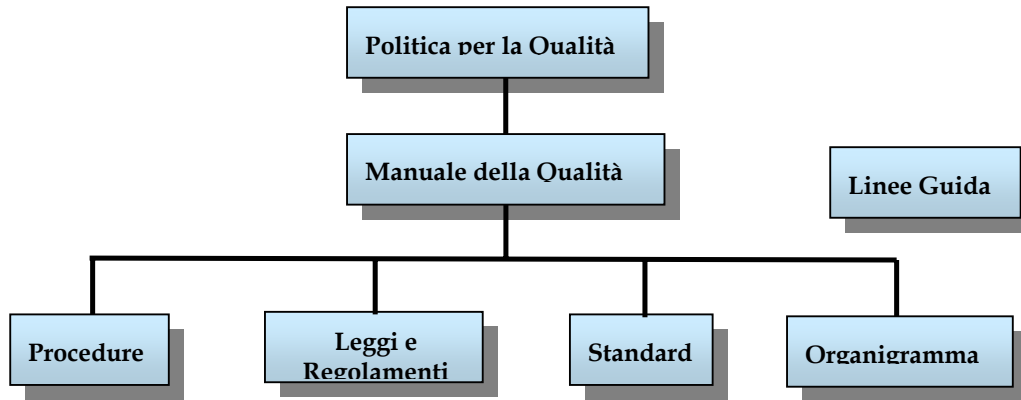 Politica per la Qualità
Manuale della Qualità
Linee Guida
Procedure
Leggi e
Regolamenti
Standard
Organigramma